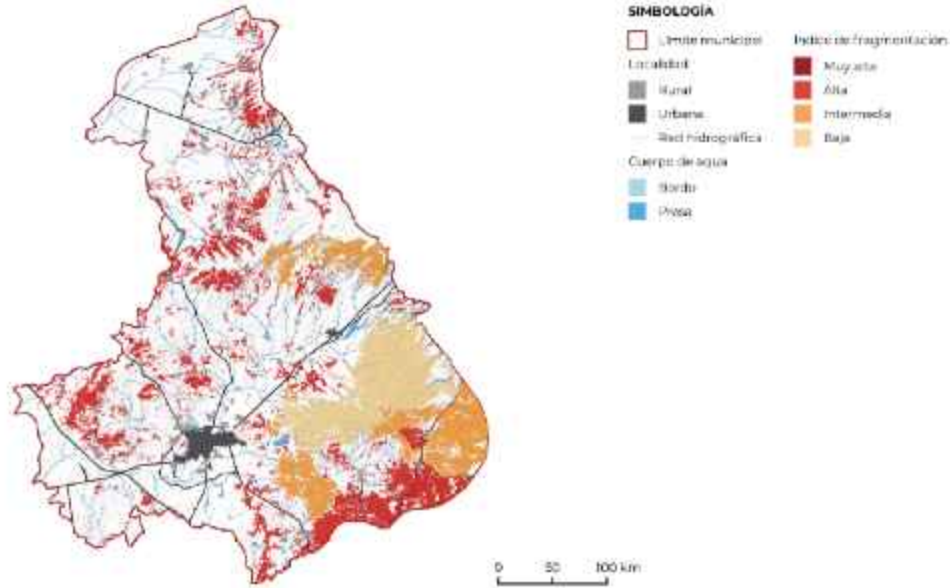 SIMBOLOGÍA
Límite municipal
Localidad
Rural
Urbana
Red hidrográfica
Cuerpo de agua
Bordo
Presa
Índice de fragmentación
Muy alta
Alta
Intermedia
Baja
0 50 100 km